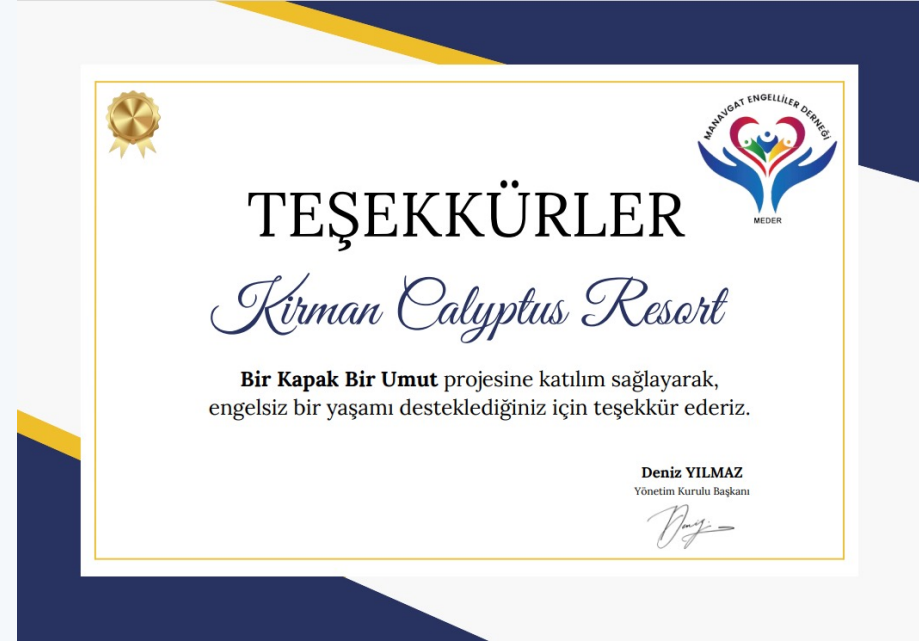 MANAVGAT ENGELLİLER DERNEĞİ
MEDER
TEŞEKKÜRLER
Kirman Calyptus Resort
Bir Kapak Bir Umut projesine katılım sağlayarak,
engelsiz bir yaşamı desteklediğiniz için teşekkür ederiz.
Deniz YILMAZ
Yönetim Kurulu Başkanı